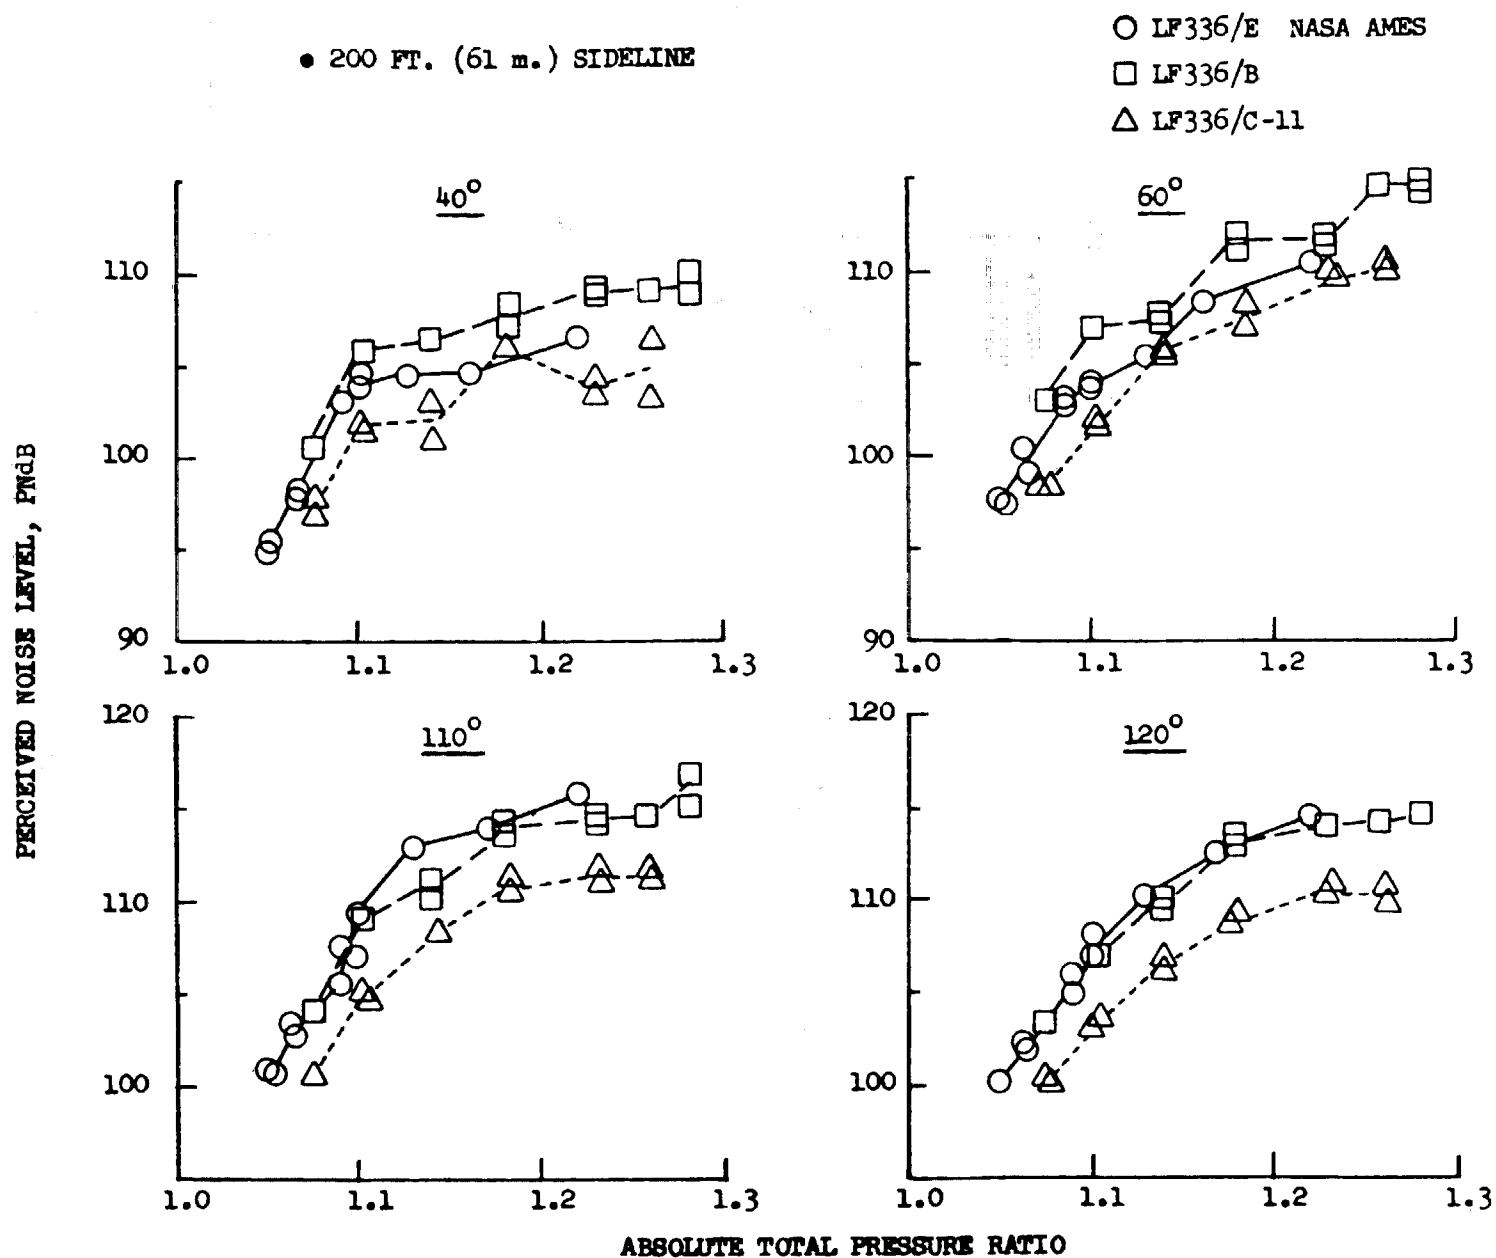 ○ LF336/E NASA AMES
● 200 FT. (61 m.) SIDELINE
□ LF336/B
△ LF336/C-11
40°
60°
110
100
90
1.0 1.1 1.2 1.3
110
100
90
1.0 1.1 1.2 1.3
PERCEIVED NOISE LEVEL, PNdB
110°
120°
120
110
100
1.0 1.1 1.2 1.3
120
110
100
1.0 1.1 1.2 1.3
ABSOLUTE TOTAL PRESSURE RATIO